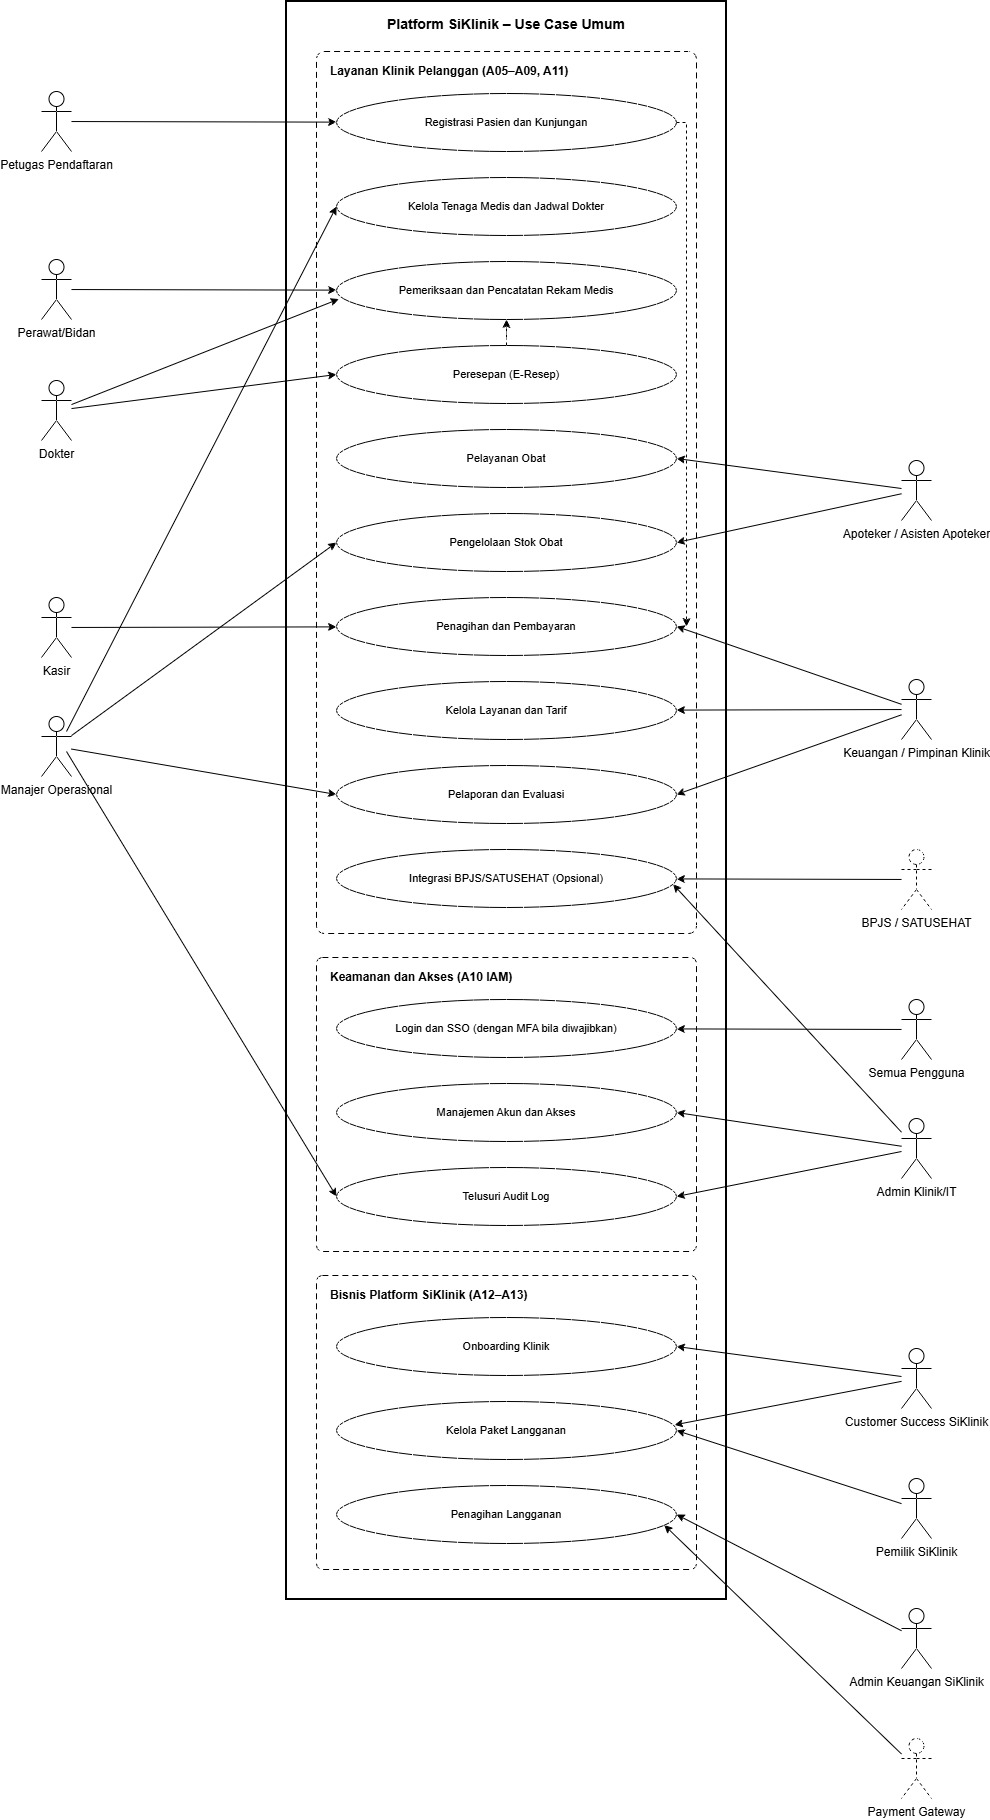 Platform SiKlinik – Use Case Umum
Layanan Klinik Pelanggan (A05–A09, A11)
Registrasi Pasien dan Kunjungan
Petugas Pendaftaran
Kelola Tenaga Medis dan Jadwal Dokter
Pemeriksaan dan Pencatatan Rekam Medis
Perawat/Bidan
Peresepan (E-Resep)
Dokter
Pelayanan Obat
Apoteker / Asisten Apoteker
Pengelolaan Stok Obat
Penagihan dan Pembayaran
Kasir
Kelola Layanan dan Tarif
Keuangan / Pimpinan Klinik
Manajer Operasional
Pelaporan dan Evaluasi
Integrasi BPJS/SATUSEHAT (Opsional)
BPJS / SATUSEHAT
Keamanan dan Akses (A10 IAM)
Login dan SSO (dengan MFA bila diwajibkan)
Semua Pengguna
Manajemen Akun dan Akses
Admin Klinik/IT
Telusuri Audit Log
Bisnis Platform SiKlinik (A12–A13)
Onboarding Klinik
Customer Success SiKlinik
Kelola Paket Langganan
Penagihan Langganan
Pemilik SiKlinik
Admin Keuangan SiKlinik
Payment Gateway